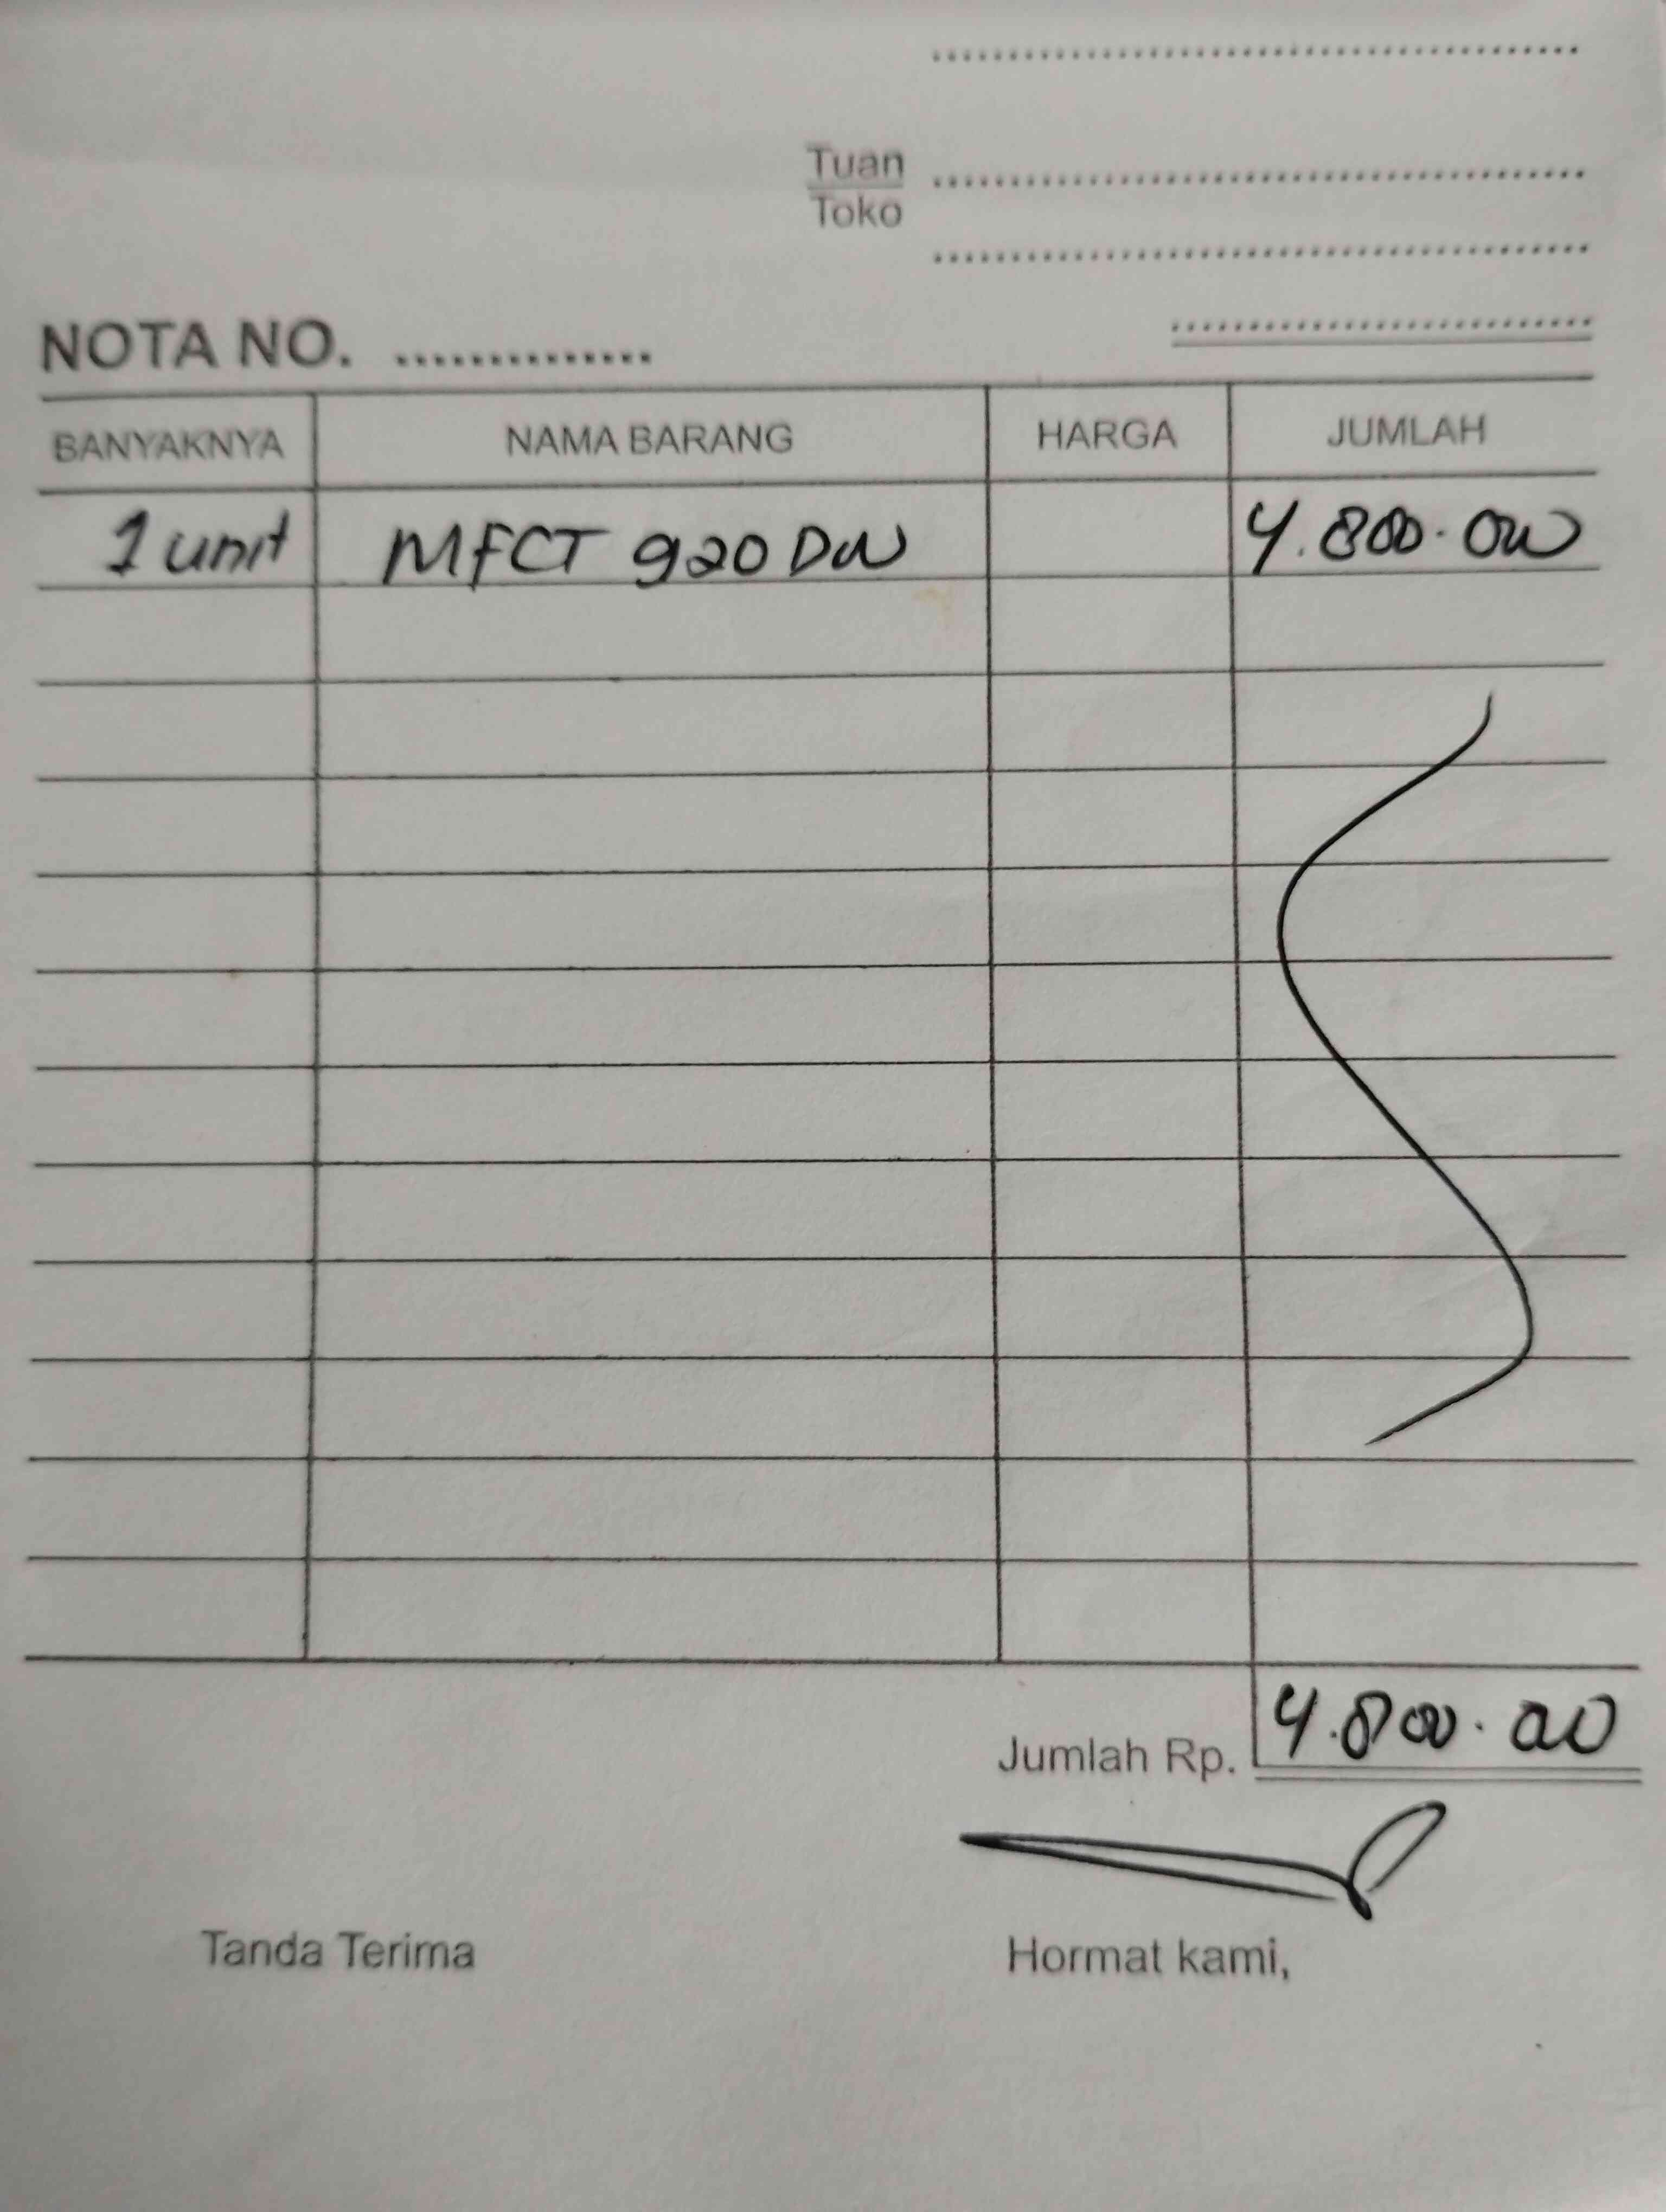 Tuan
Toko
NOTA NO. ..............
BANYAKNYA NAMA BARANG HARGA JUMLAH
1 unit MFCT 920 DW 4.800.000
Jumlah Rp. 4.800.000
Tanda Terima Hormat kami,